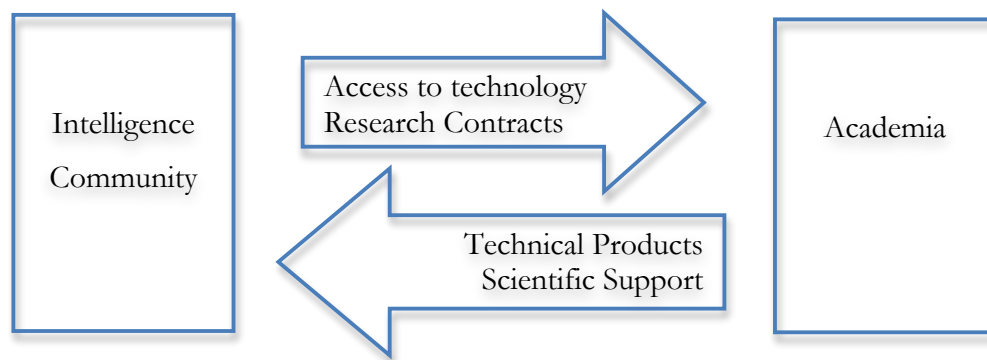 Intelligence
Community
Access to technology
Research Contracts
Technical Products
Scientific Support
Academia